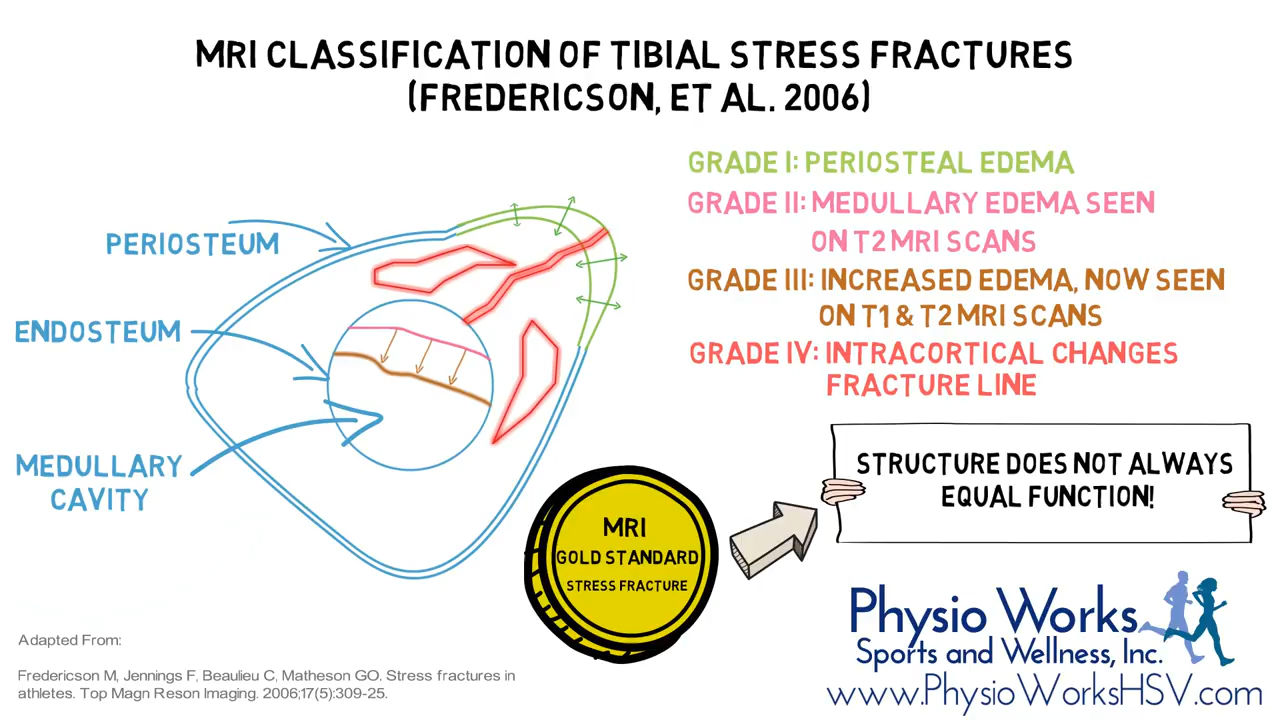 MRI CLASSIFICATION OF TIBIAL STRESS FRACTURES
(FREDERICSON, ET AL. 2006)
GRADE I: PERIOSTEAL EDEMA
GRADE II: MEDULLARY EDEMA SEEN
ON T2 MRI SCANS
GRADE III: INCREASED EDEMA, NOW SEEN
ON T1 & T2 MRI SCANS
GRADE IV: INTRACORTICAL CHANGES
FRACTURE LINE
PERIOSTEUM
ENDOSTEUM
MEDULLARY
CAVITY
MRI
GOLD STANDARD
STRESS FRACTURE
STRUCTURE DOES NOT ALWAYS
EQUAL FUNCTION!
Adapted From:
Fredericson M, Jennings F, Beaulieu C, Matheson GO. Stress fractures in
athletes. Top Magn Reson Imaging. 2006;17(5):309-25.
Physio Works
Sports and Wellness, Inc.
www.PhysioWorksHSV.com